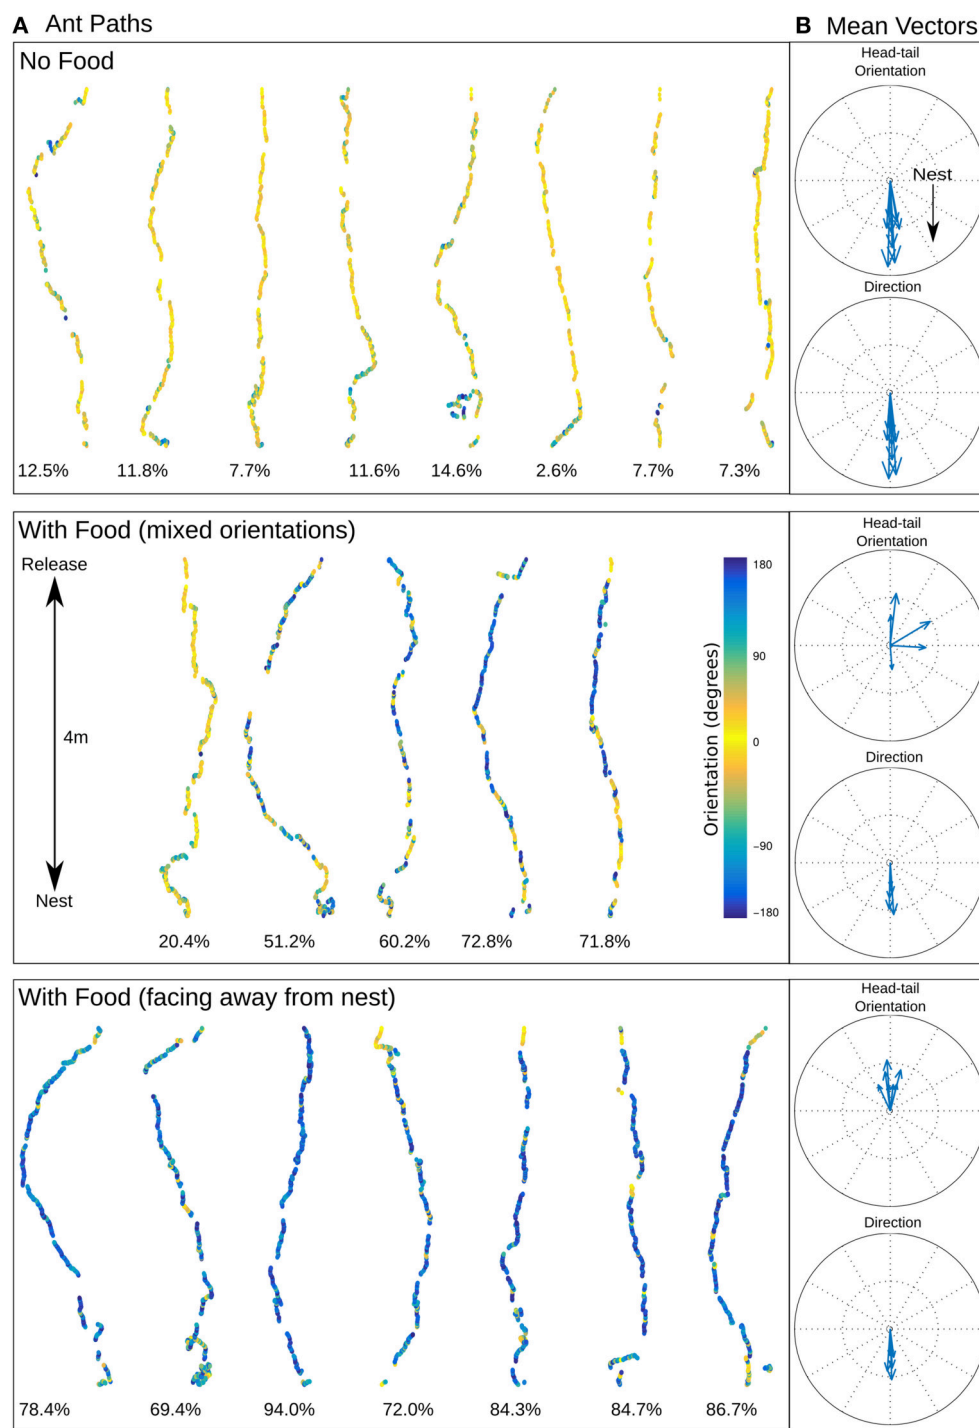 A Ant Paths
B Mean Vectors
No Food
12.5% 11.8% 7.7% 11.6% 14.6% 2.6% 7.7% 7.3%
Head-tail
Orientation
Nest
Direction
With Food (mixed orientations)
Release
4m
Nest
20.4% 51.2% 60.2% 72.8% 71.8%
Orientation (degrees)
180
90
0
−90
−180
Head-tail
Orientation
Direction
With Food (facing away from nest)
78.4% 69.4% 94.0% 72.0% 84.3% 84.7% 86.7%
Head-tail
Orientation
Direction